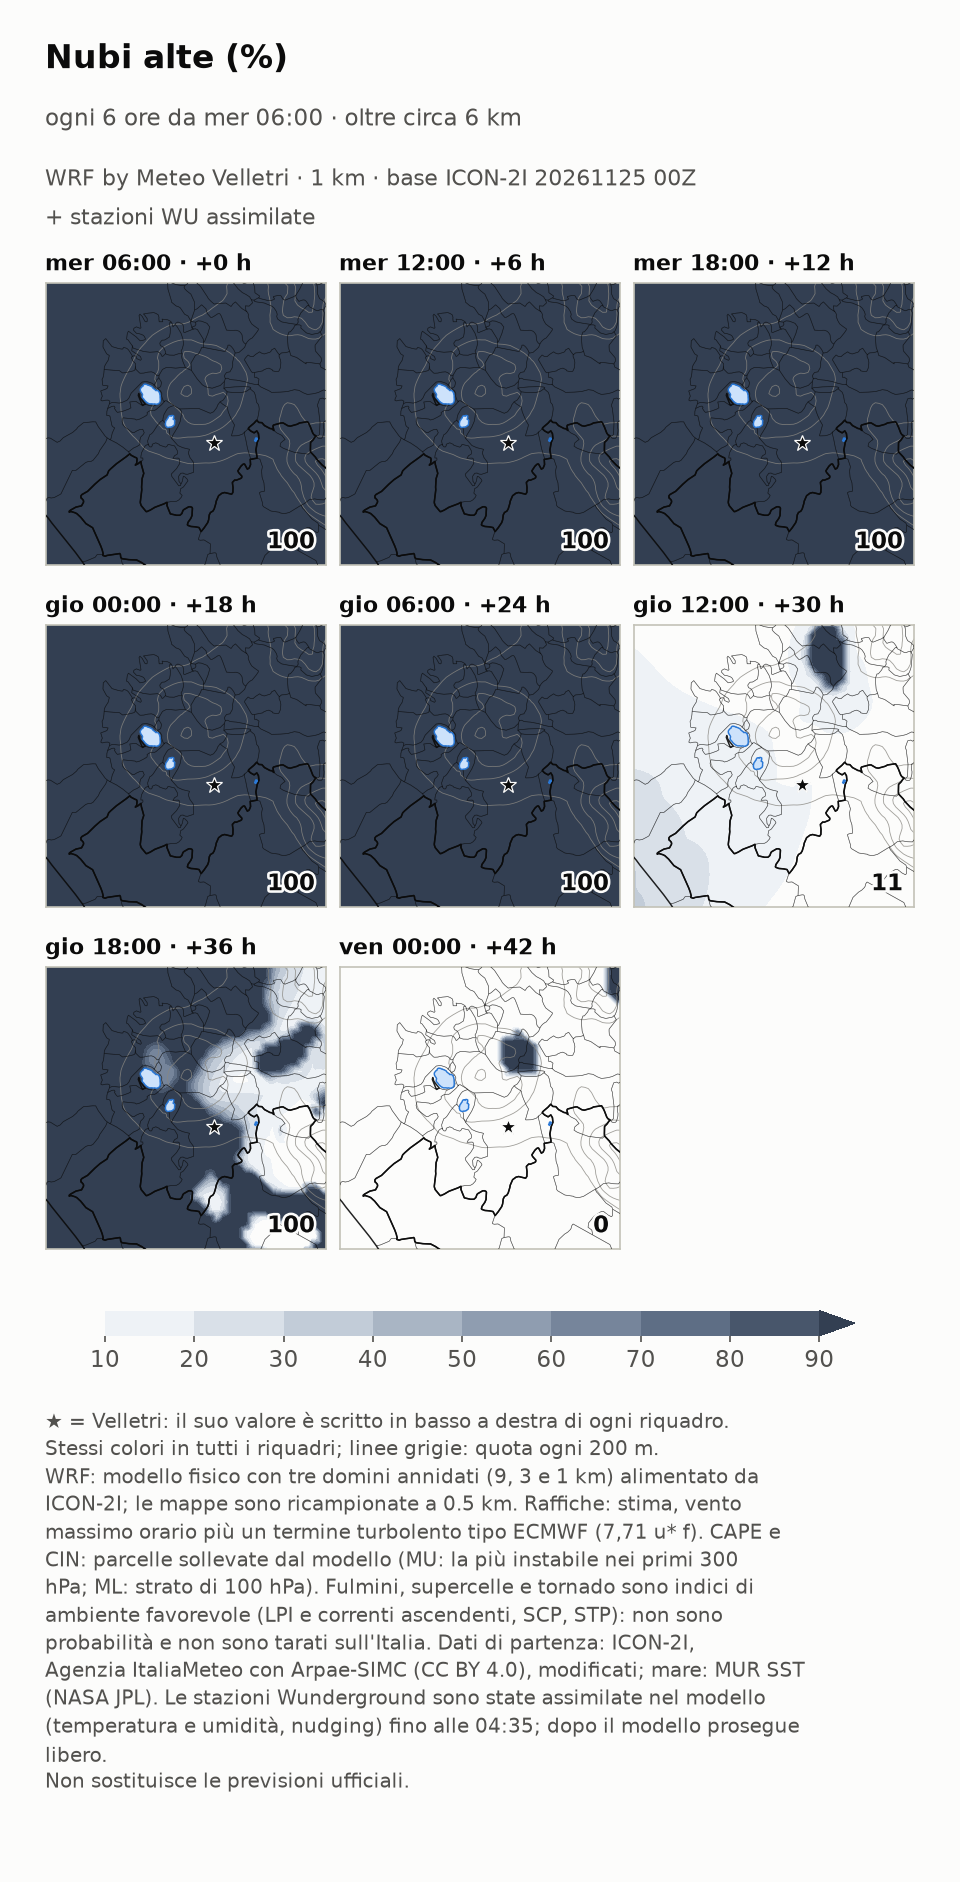 Nubi alte (%)
ogni 6 ore da mer 06:00 · oltre circa 6 km
WRF by Meteo Velletri · 1 km · base ICON-2I 20261125 00Z
+ stazioni WU assimilate
mer 06:00 · +0 h
mer 12:00 · +6 h
mer 18:00 · +12 h
100
100
100
gio 00:00 · +18 h
gio 06:00 · +24 h
gio 12:00 · +30 h
100
100
11
gio 18:00 · +36 h
ven 00:00 · +42 h
100
0
10 20 30 40 50 60 70 80 90
★ = Velletri: il suo valore è scritto in basso a destra di ogni riquadro.
Stessi colori in tutti i riquadri; linee grigie: quota ogni 200 m.
WRF: modello fisico con tre domini annidati (9, 3 e 1 km) alimentato da
ICON-2I; le mappe sono ricampionate a 0.5 km. Raffiche: stima, vento
massimo orario più un termine turbolento tipo ECMWF (7,71 u* f). CAPE e
CIN: parcelle sollevate dal modello (MU: la più instabile nei primi 300
hPa; ML: strato di 100 hPa). Fulmini, supercelle e tornado sono indici di
ambiente favorevole (LPI e correnti ascendenti, SCP, STP): non sono
probabilità e non sono tarati sull'Italia. Dati di partenza: ICON-2I,
Agenzia ItaliaMeteo con Arpae-SIMC (CC BY 4.0), modificati; mare: MUR SST
(NASA JPL). Le stazioni Wunderground sono state assimilate nel modello
(temperatura e umidità, nudging) fino alle 04:35; dopo il modello prosegue
libero.
Non sostituisce le previsioni ufficiali.